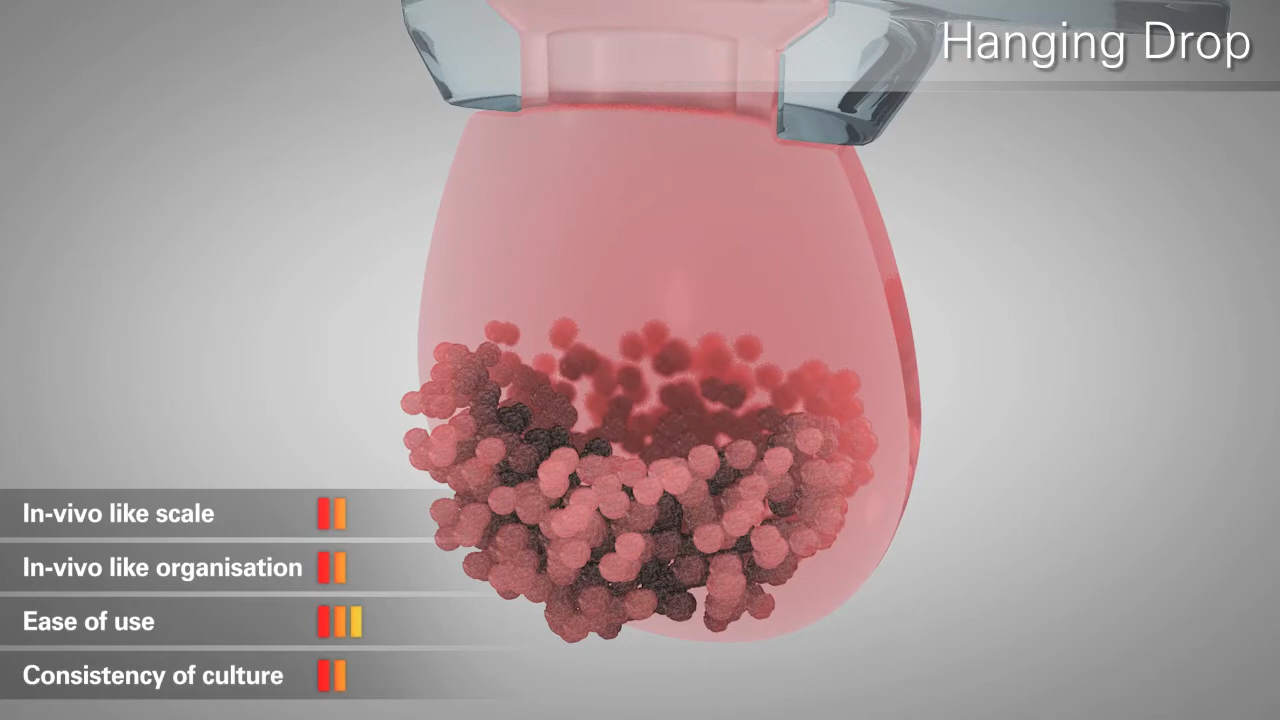 Hanging Drop
In-vivo like scale
In-vivo like organisation
Ease of use
Consistency of culture